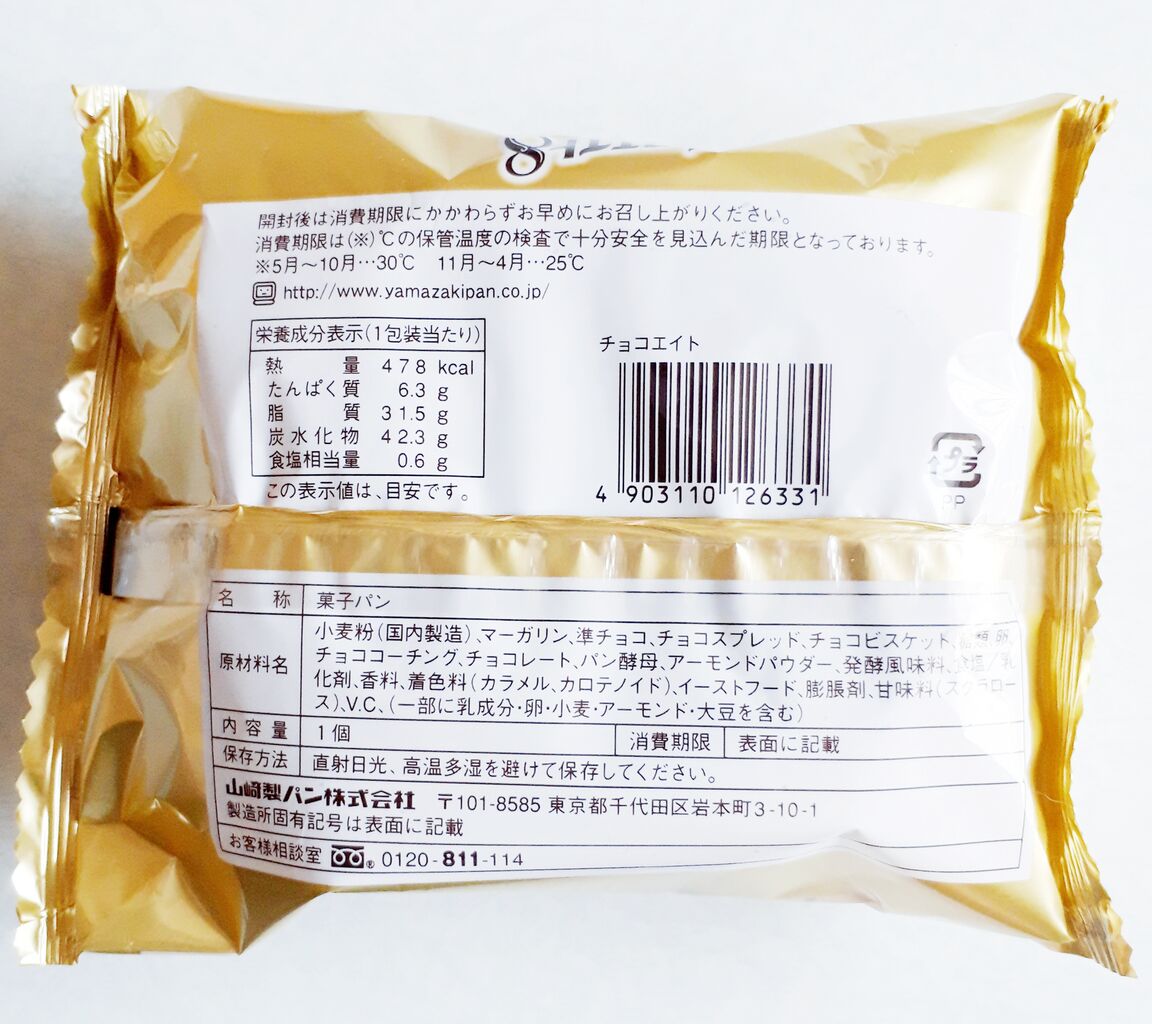 開封後は消費期限にかかわらずお早めにお召し上がりください。
消費期限は(※)℃の保管温度の検査で十分安全を見込んだ期限となっております。
※5月～10月…30℃ 11月～4月…25℃
http://www.yamazakipan.co.jp/
栄養成分表示(1包装当たり)
熱量 478 kcal
たんぱく質 6.3 g
脂質 31.5 g
炭水化物 42.3 g
食塩相当量 0.6 g
この表示値は、目安です。
チョコエイト
4 903110 126331
プラ
PP
名称 菓子パン
原材料名
小麦粉(国内製造)、マーガリン、準チョコ、チョコスプレッド、チョコビスケット、糖類、卵、
チョココーチング、チョコレート、パン酵母、アーモンドパウダー、発酵風味料、食塩/乳
化剤、香料、着色料(カラメル、カロテノイド)、イーストフード、膨脹剤、甘味料(スクラロー
ス)、V.C、(一部に乳成分・卵・小麦・アーモンド・大豆を含む)
内容量 1個 消費期限 表面に記載
保存方法 直射日光、高温多湿を避けて保存してください。
山崎製パン株式会社 〒101-8585 東京都千代田区岩本町3-10-1
製造所固有記号は表面に記載
お客様相談室 0120-811-114